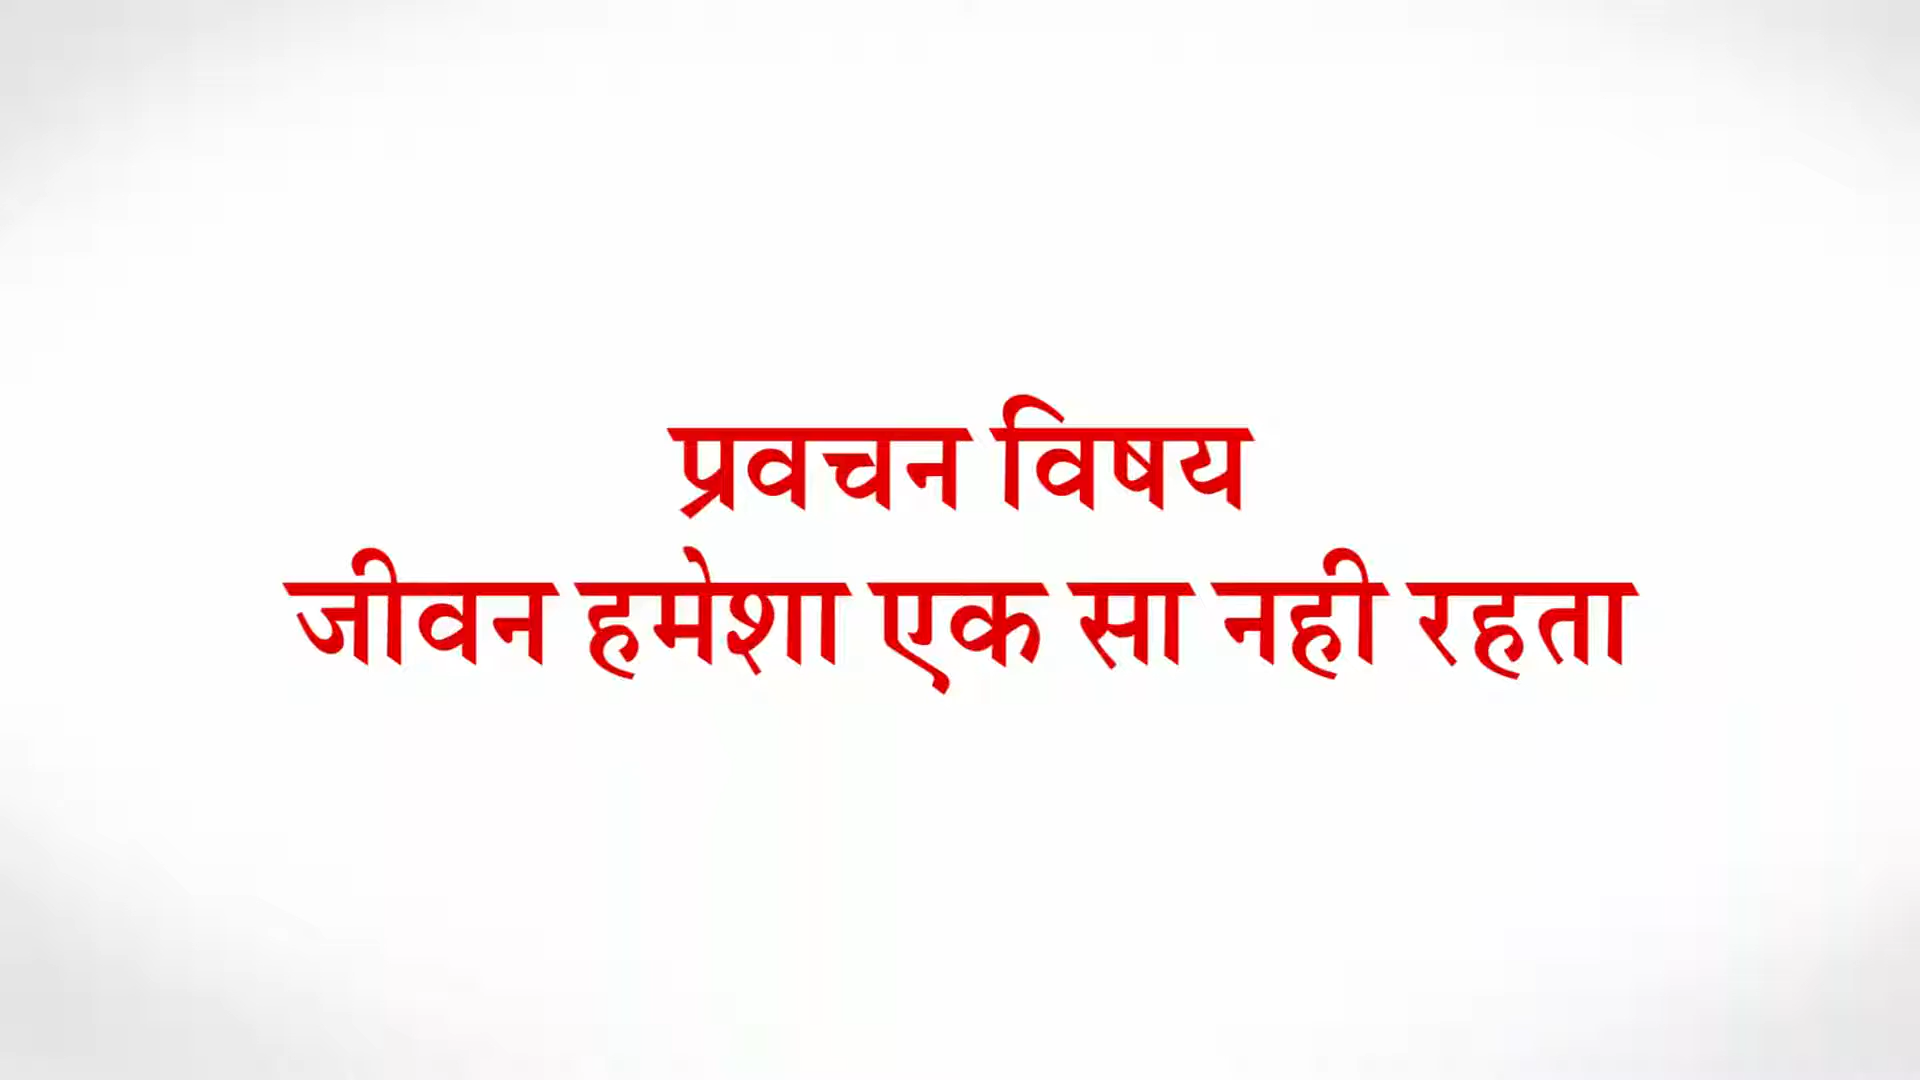 प्रवचन विषय
जीवन हमेशा एक सा नही रहता